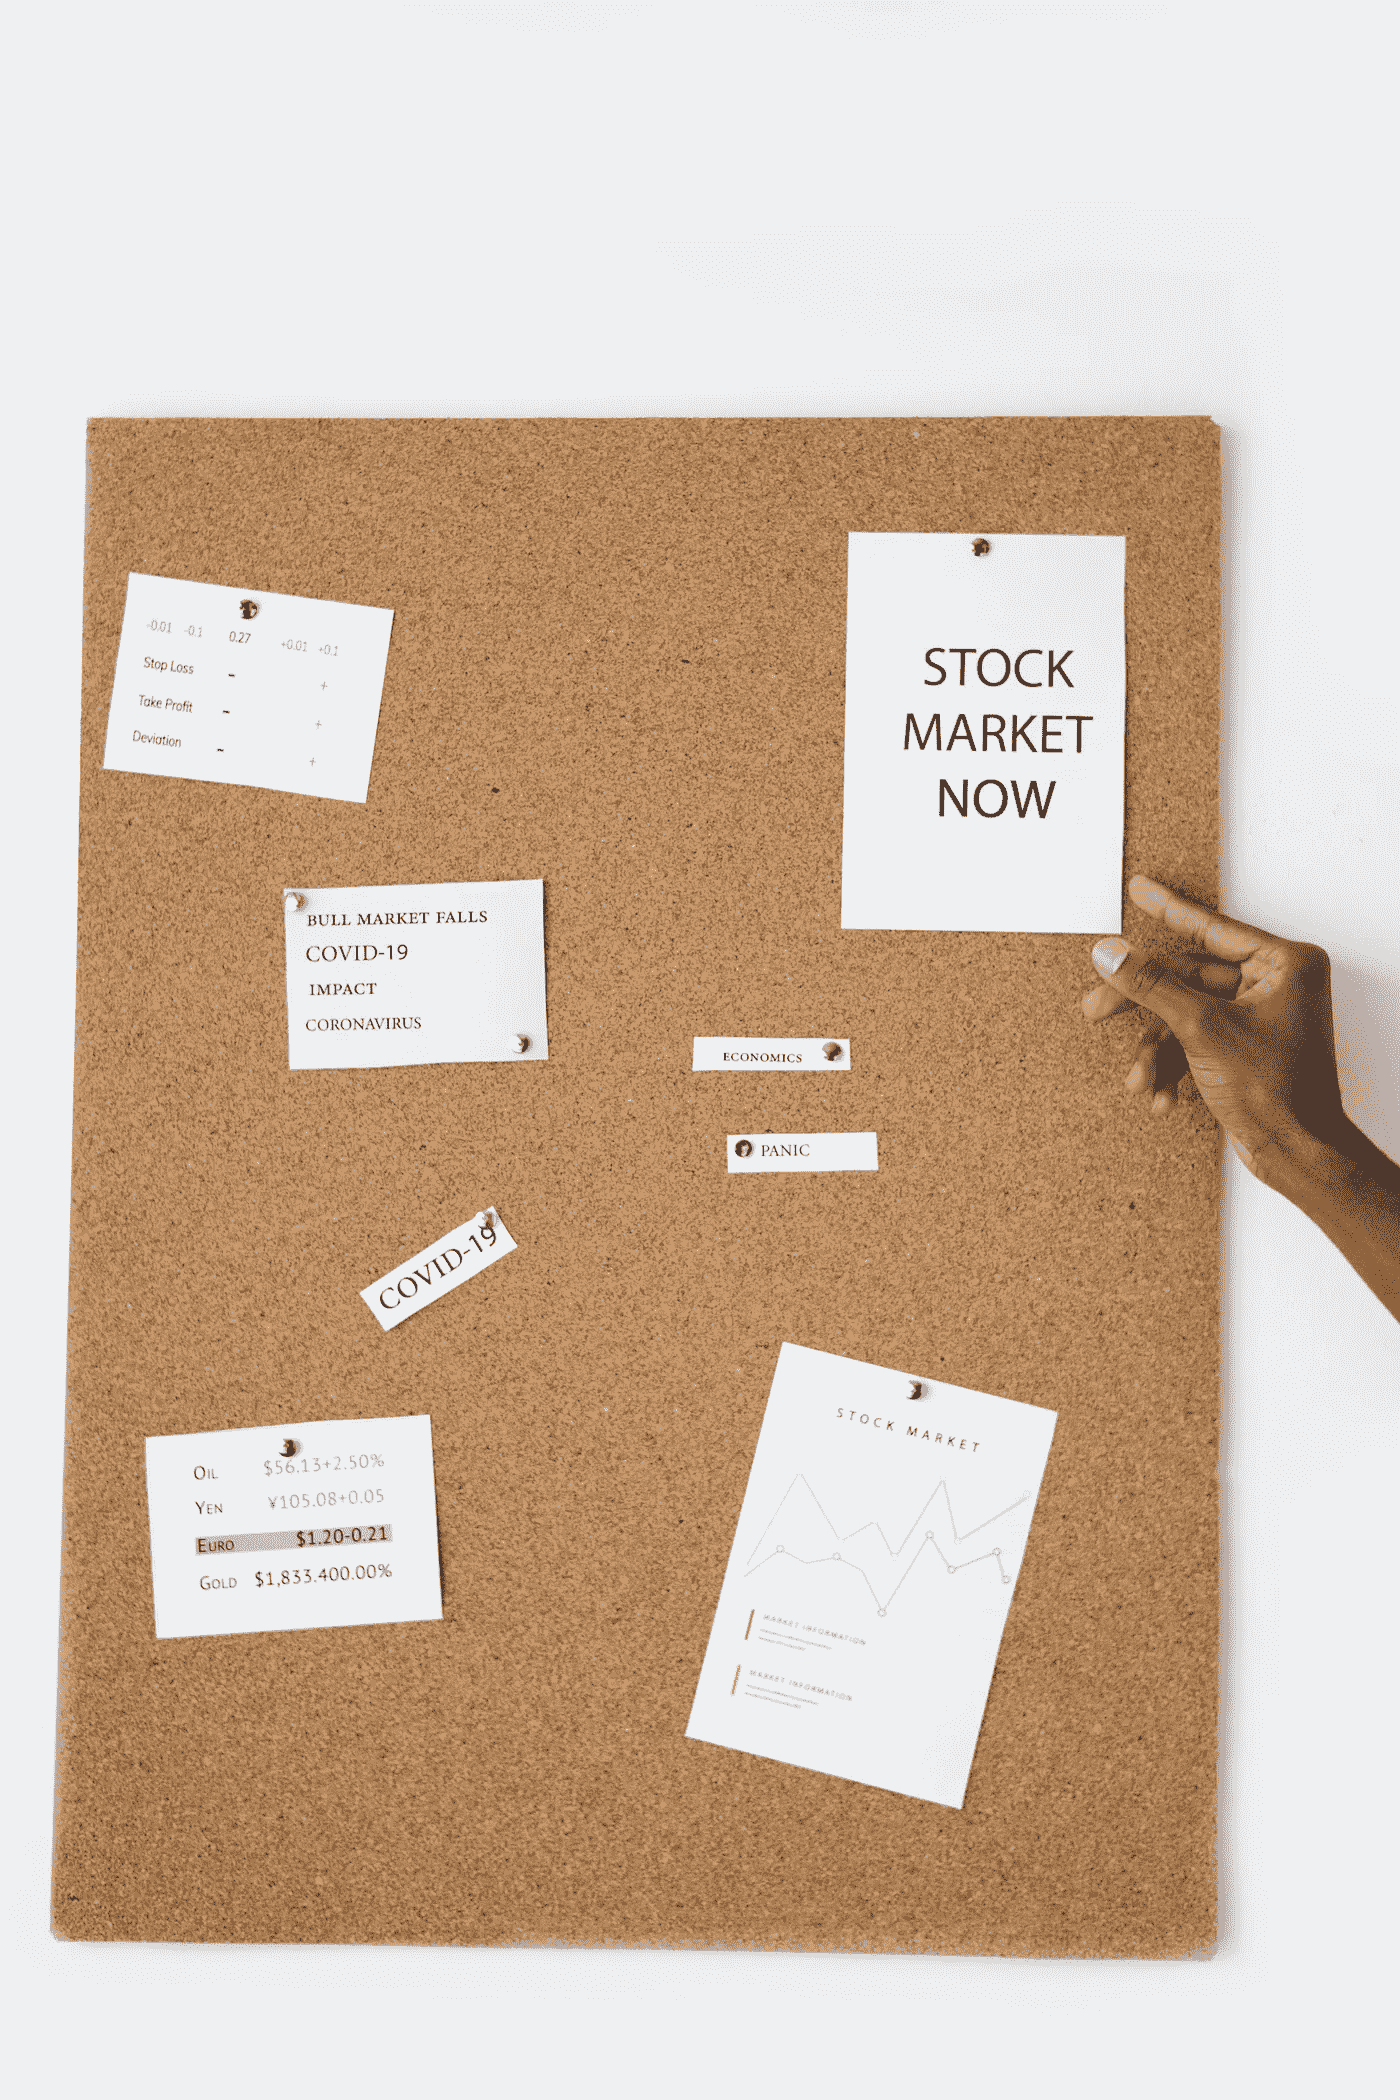 -0.01 -0.1 0.27 +0.01 +0.1
Stop Loss - +
Take Profit - +
Deviation - +
STOCK
MARKET
NOW
BULL MARKET FALLS
COVID-19
IMPACT
CORONAVIRUS
ECONOMICS
PANIC
COVID-19
OIL $56.13+2.50%
YEN ¥105.08+0.05
EURO $1.20-0.21
GOLD $1,833.400.00%
STOCK MARKET
MARKET INFORMATION
MARKET INFORMATION